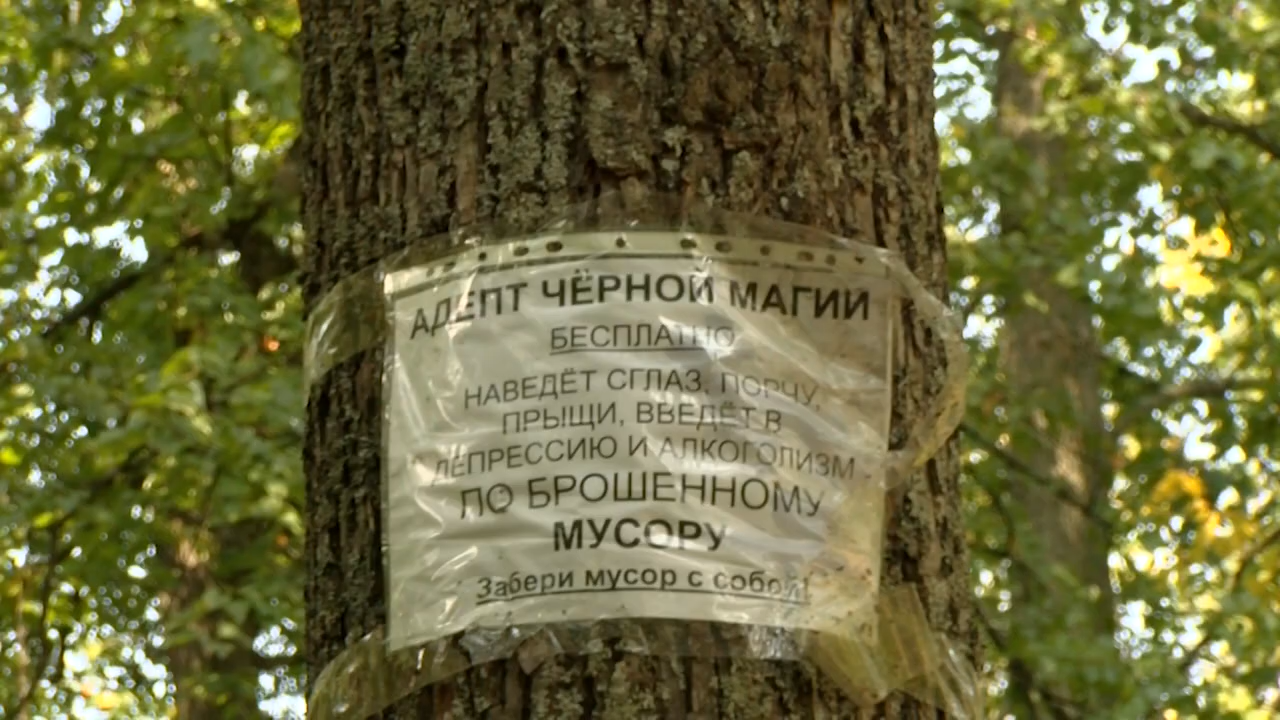 АДЕПТ ЧЁРНОЙ МАГИИ
БЕСПЛАТНО
НАВЕДЁТ СГЛАЗ, ПОРЧУ,
ПРЫЩИ, ВВЕДЁТ В
ДЕПРЕССИЮ И АЛКОГОЛИЗМ
ПО БРОШЕННОМУ
МУСОРУ
Забери мусор с собой!